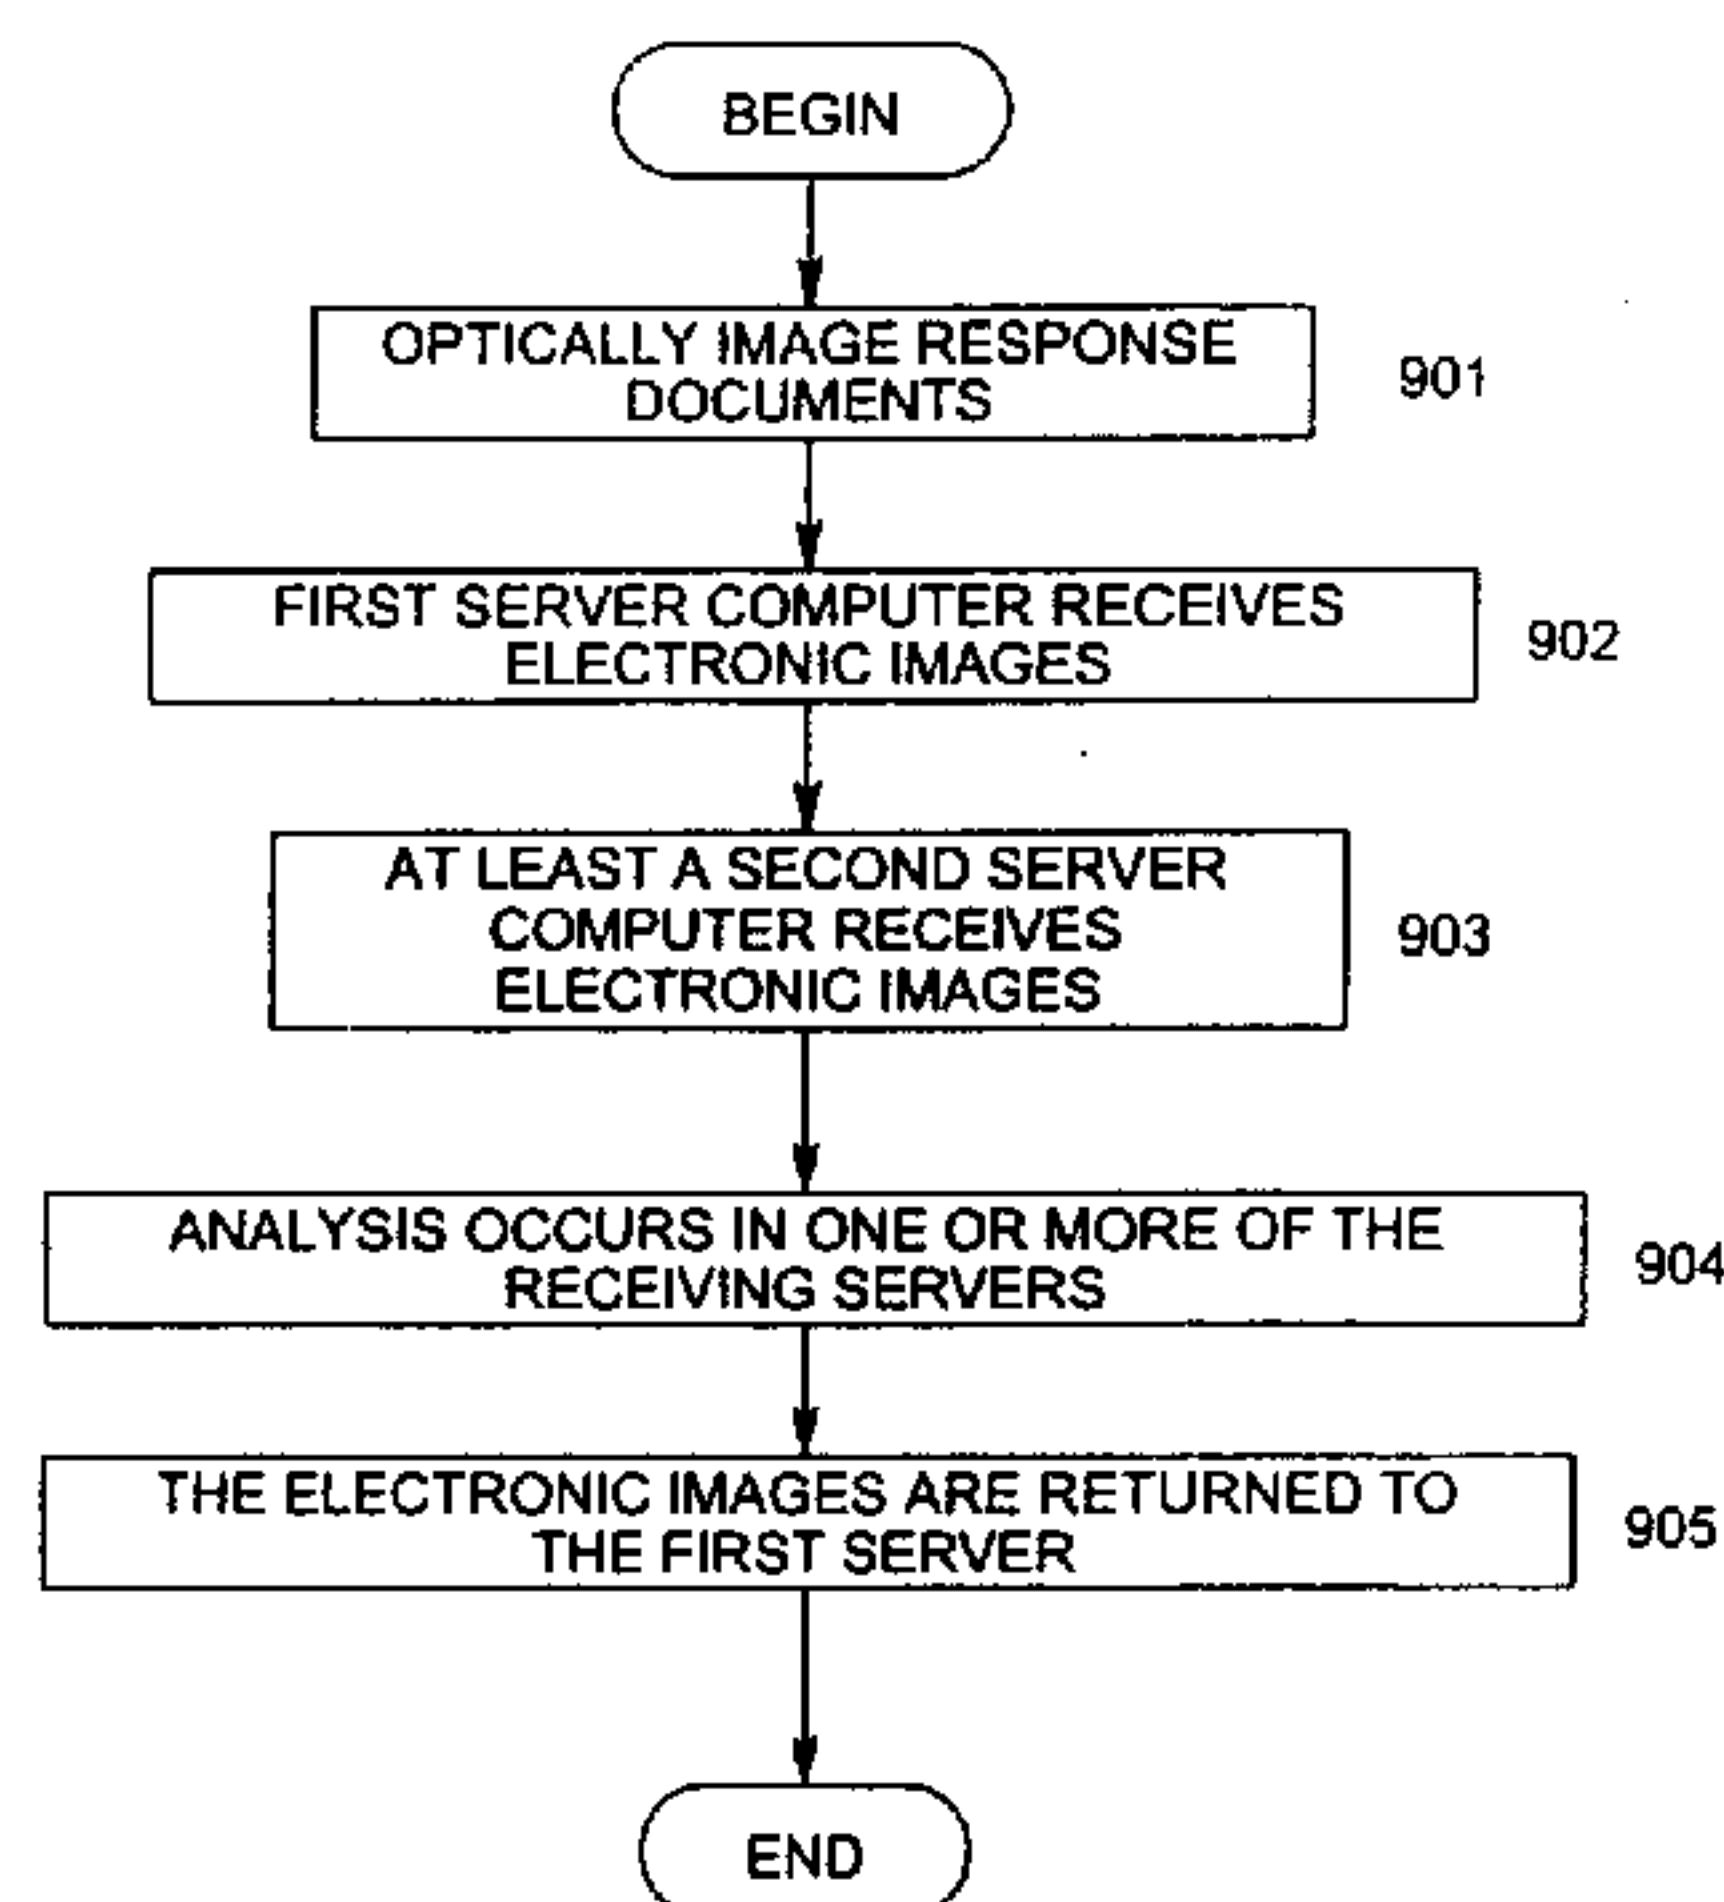 BEGIN
OPTICALLY IMAGE RESPONSE
DOCUMENTS
901
FIRST SERVER COMPUTER RECEIVES
ELECTRONIC IMAGES
902
AT LEAST A SECOND SERVER
COMPUTER RECEIVES
ELECTRONIC IMAGES
903
ANALYSIS OCCURS IN ONE OR MORE OF THE
RECEIVING SERVERS
904
THE ELECTRONIC IMAGES ARE RETURNED TO
THE FIRST SERVER
905
END